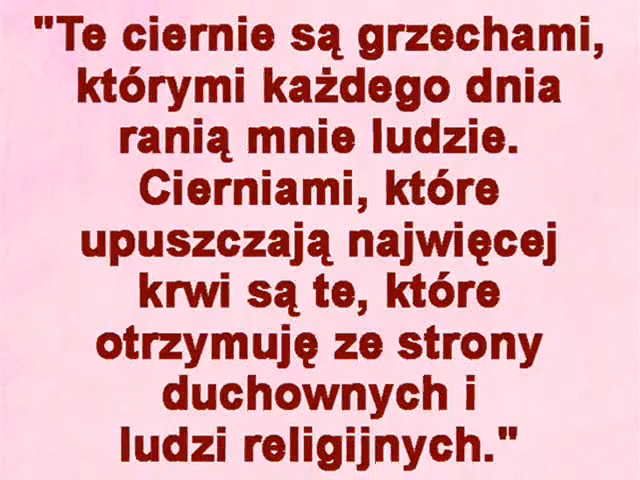 "Te ciernie są grzechami,
którymi każdego dnia
ranią mnie ludzie.
Cierniami, które
upuszczają najwięcej
krwi są te, które
otrzymuję ze strony
duchownych i
ludzi religijnych."